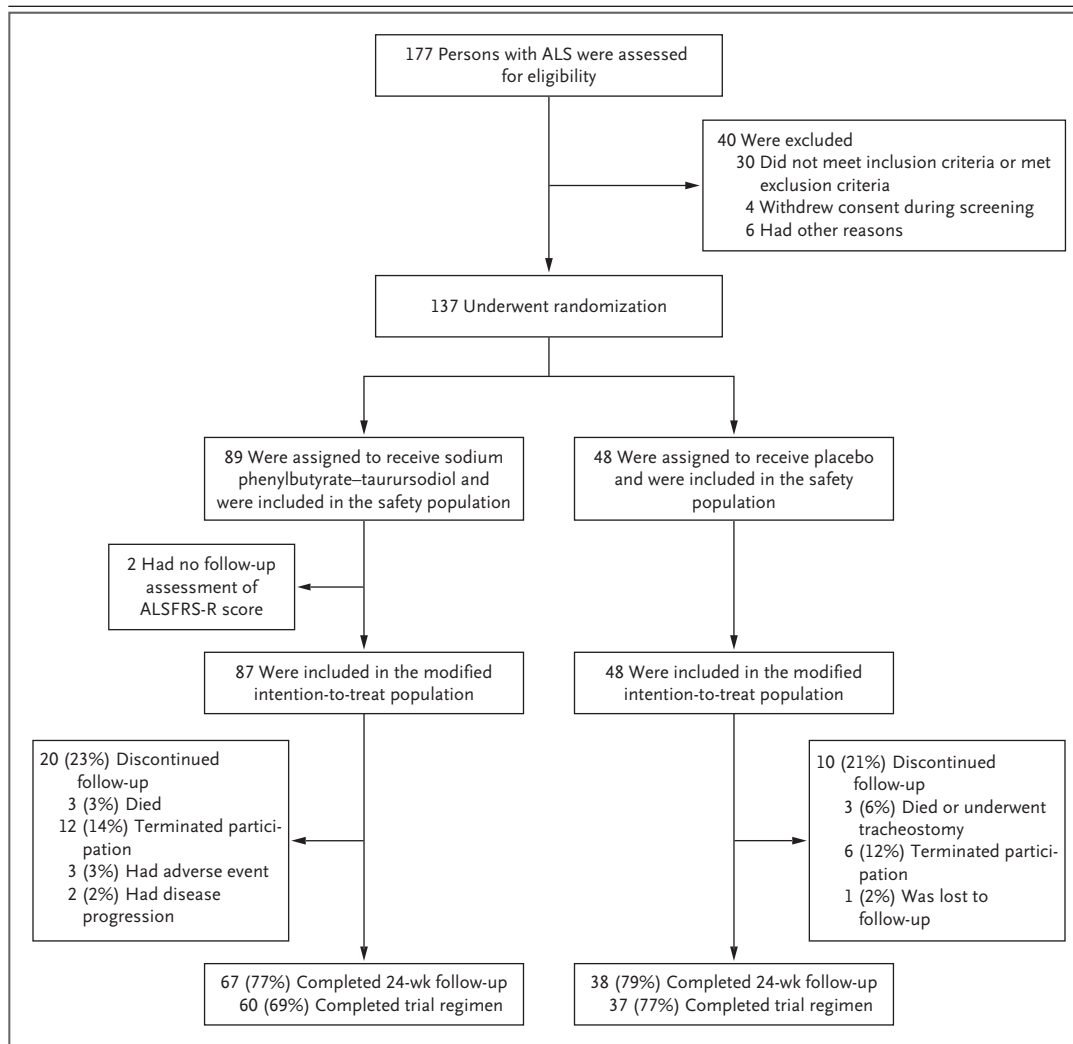 177 Persons with ALS were assessed
for eligibility
40 Were excluded
30 Did not meet inclusion criteria or met
exclusion criteria
4 Withdrew consent during screening
6 Had other reasons
137 Underwent randomization
89 Were assigned to receive sodium
phenylbutyrate–taurursodiol and
were included in the safety population
48 Were assigned to receive placebo
and were included in the safety
population
2 Had no follow-up
assessment of
ALSFRS-R score
87 Were included in the modified
intention-to-treat population
48 Were included in the modified
intention-to-treat population
20 (23%) Discontinued
follow-up
3 (3%) Died
12 (14%) Terminated partici-
pation
3 (3%) Had adverse event
2 (2%) Had disease
progression
10 (21%) Discontinued
follow-up
3 (6%) Died or underwent
tracheostomy
6 (12%) Terminated partici-
pation
1 (2%) Was lost to
follow-up
67 (77%) Completed 24-wk follow-up
60 (69%) Completed trial regimen
38 (79%) Completed 24-wk follow-up
37 (77%) Completed trial regimen